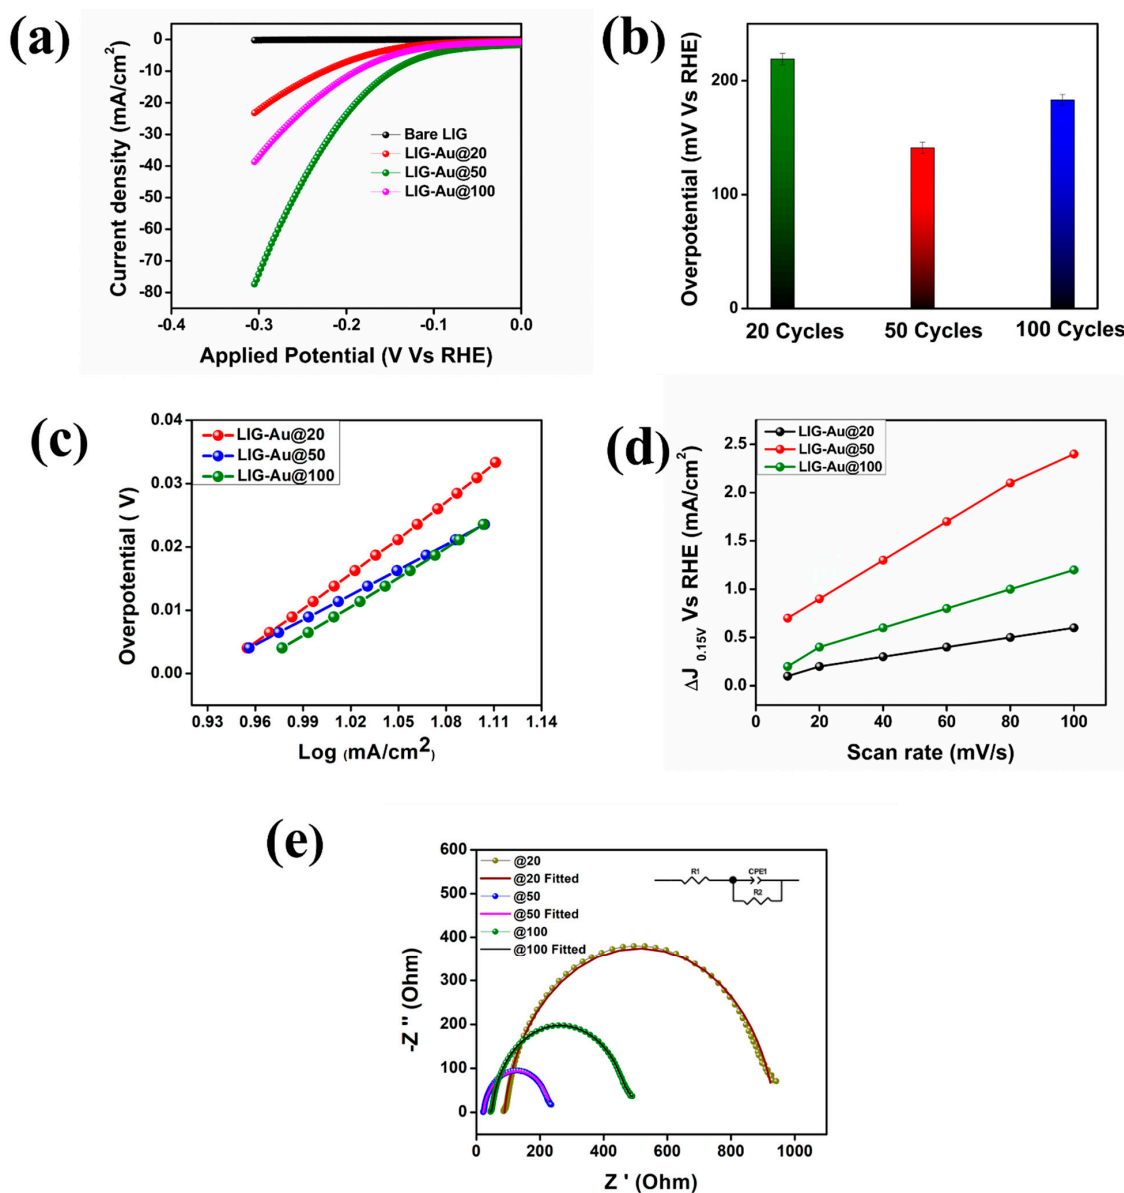 (a)
Current density (mA/cm²)
0
-10
-20
-30
-40
-50
-60
-70
-80
Bare LIG
LIG-Au@20
LIG-Au@50
LIG-Au@100
-0.4
-0.3
-0.2
-0.1
0.0
Applied Potential (V Vs RHE)
(b)
Overpotential (mV Vs RHE)
200
100
0
20 Cycles
50 Cycles
100 Cycles
(c)
Overpotential ( V)
0.04
0.03
0.02
0.01
0.00
LIG-Au@20
LIG-Au@50
LIG-Au@100
0.93
0.96
0.99
1.02
1.05
1.08
1.11
1.14
Log (mA/cm²)
(d)
ΔJ 0.15V Vs RHE (mA/cm²)
2.5
2.0
1.5
1.0
0.5
0.0
LIG-Au@20
LIG-Au@50
LIG-Au@100
0
20
40
60
80
100
Scan rate (mV/s)
(e)
-Z '' (Ohm)
600
500
400
300
200
100
0
@20
@20 Fitted
@50
@50 Fitted
@100
@100 Fitted
R1
CPE1
R2
0
200
400
600
800
1000
Z ' (Ohm)